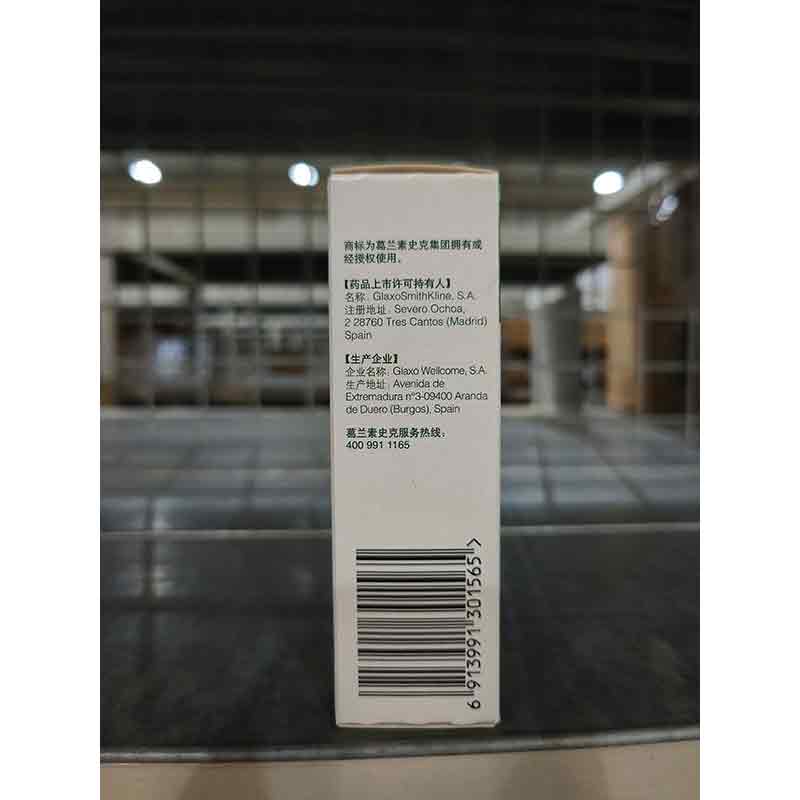 商标为葛兰素史克集团拥有或
经授权使用。
【药品上市许可持有人】
名称: GlaxoSmithKline, S.A.
注册地址: Severo Ochoa,
2 28760 Tres Cantos (Madrid)
Spain
【生产企业】
企业名称: Glaxo Wellcome, S.A.
生产地址: Avenida de
Extremadura nº3-09400 Aranda
de Duero (Burgos), Spain
葛兰素史克服务热线:
400 991 1165
6 913991 301565 >